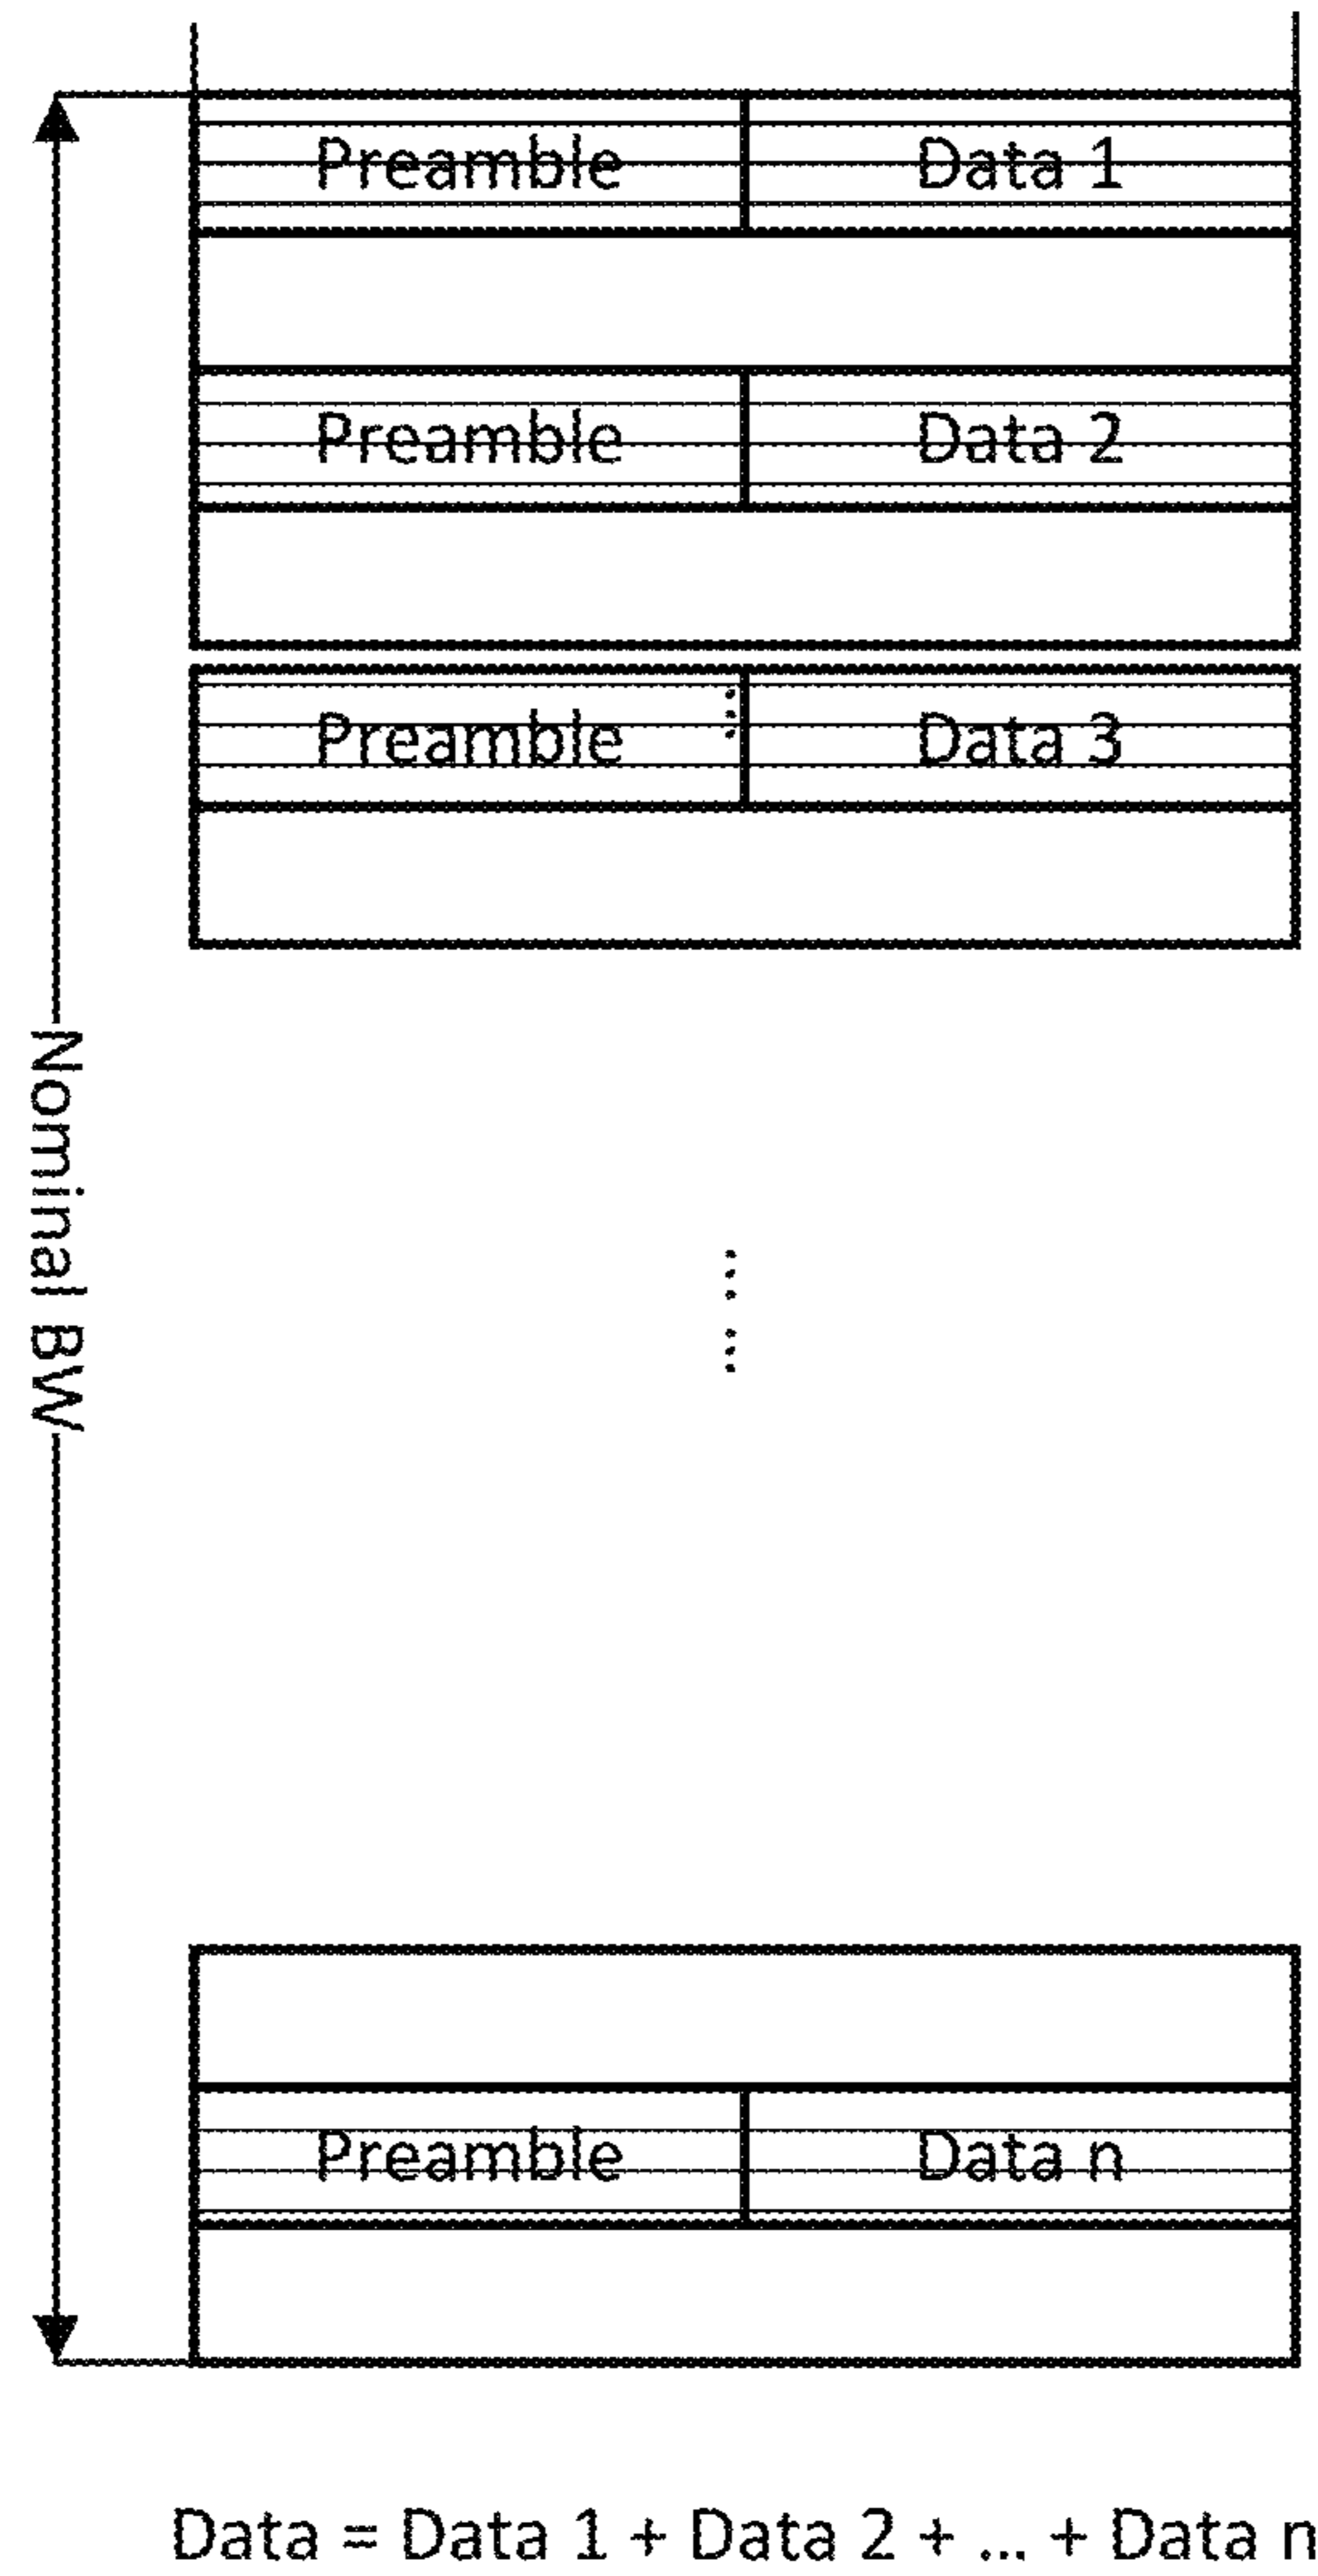 Preamble Data 1
Preamble Data 2
Preamble Data 3
Nominal BW
Preamble Data n
Data = Data 1 + Data 2 + ... + Data n